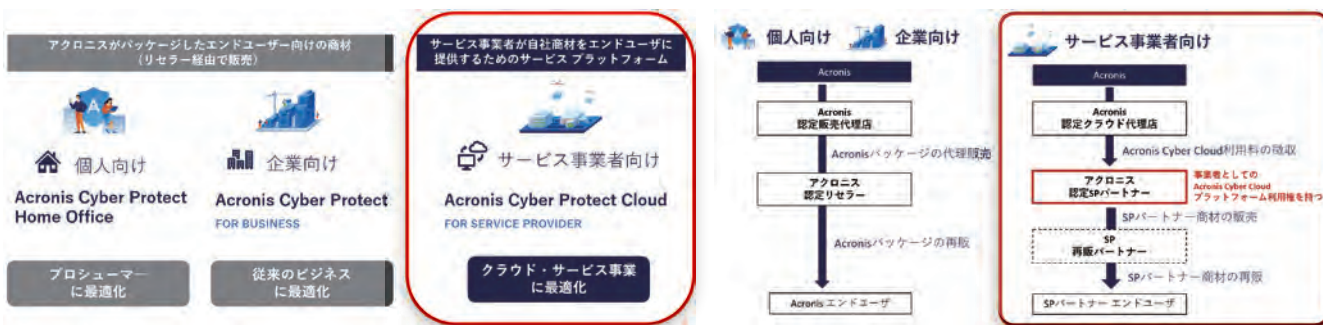 アクロニスがパッケージしたエンドユーザー向けの商材
(リセラー経由で販売)
個人向け
Acronis Cyber Protect
Home Office
プロシューマー
に最適化
企業向け
Acronis Cyber Protect
FOR BUSINESS
従来のビジネス
に最適化
サービス事業者が自社商材をエンドユーザに
提供するためのサービス プラットフォーム
サービス事業者向け
Acronis Cyber Protect Cloud
FOR SERVICE PROVIDER
クラウド・サービス事業
に最適化
個人向け 企業向け
Acronis
Acronis
認定販売代理店
Acronisパッケージの代理販売
アクロニス
認定リセラー
Acronisパッケージの再販
Acronis エンドユーザ
サービス事業者向け
Acronis
Acronis
認定クラウド代理店
Acronis Cyber Cloud利用料の徴収
アクロニス
認定SPパートナー
事業者としての
Acronis Cyber Cloud
プラットフォーム利用権を持つ
SPパートナー商材の販売
SP
再販パートナー
SPパートナー商材の再販
SPパートナー エンドユーザ